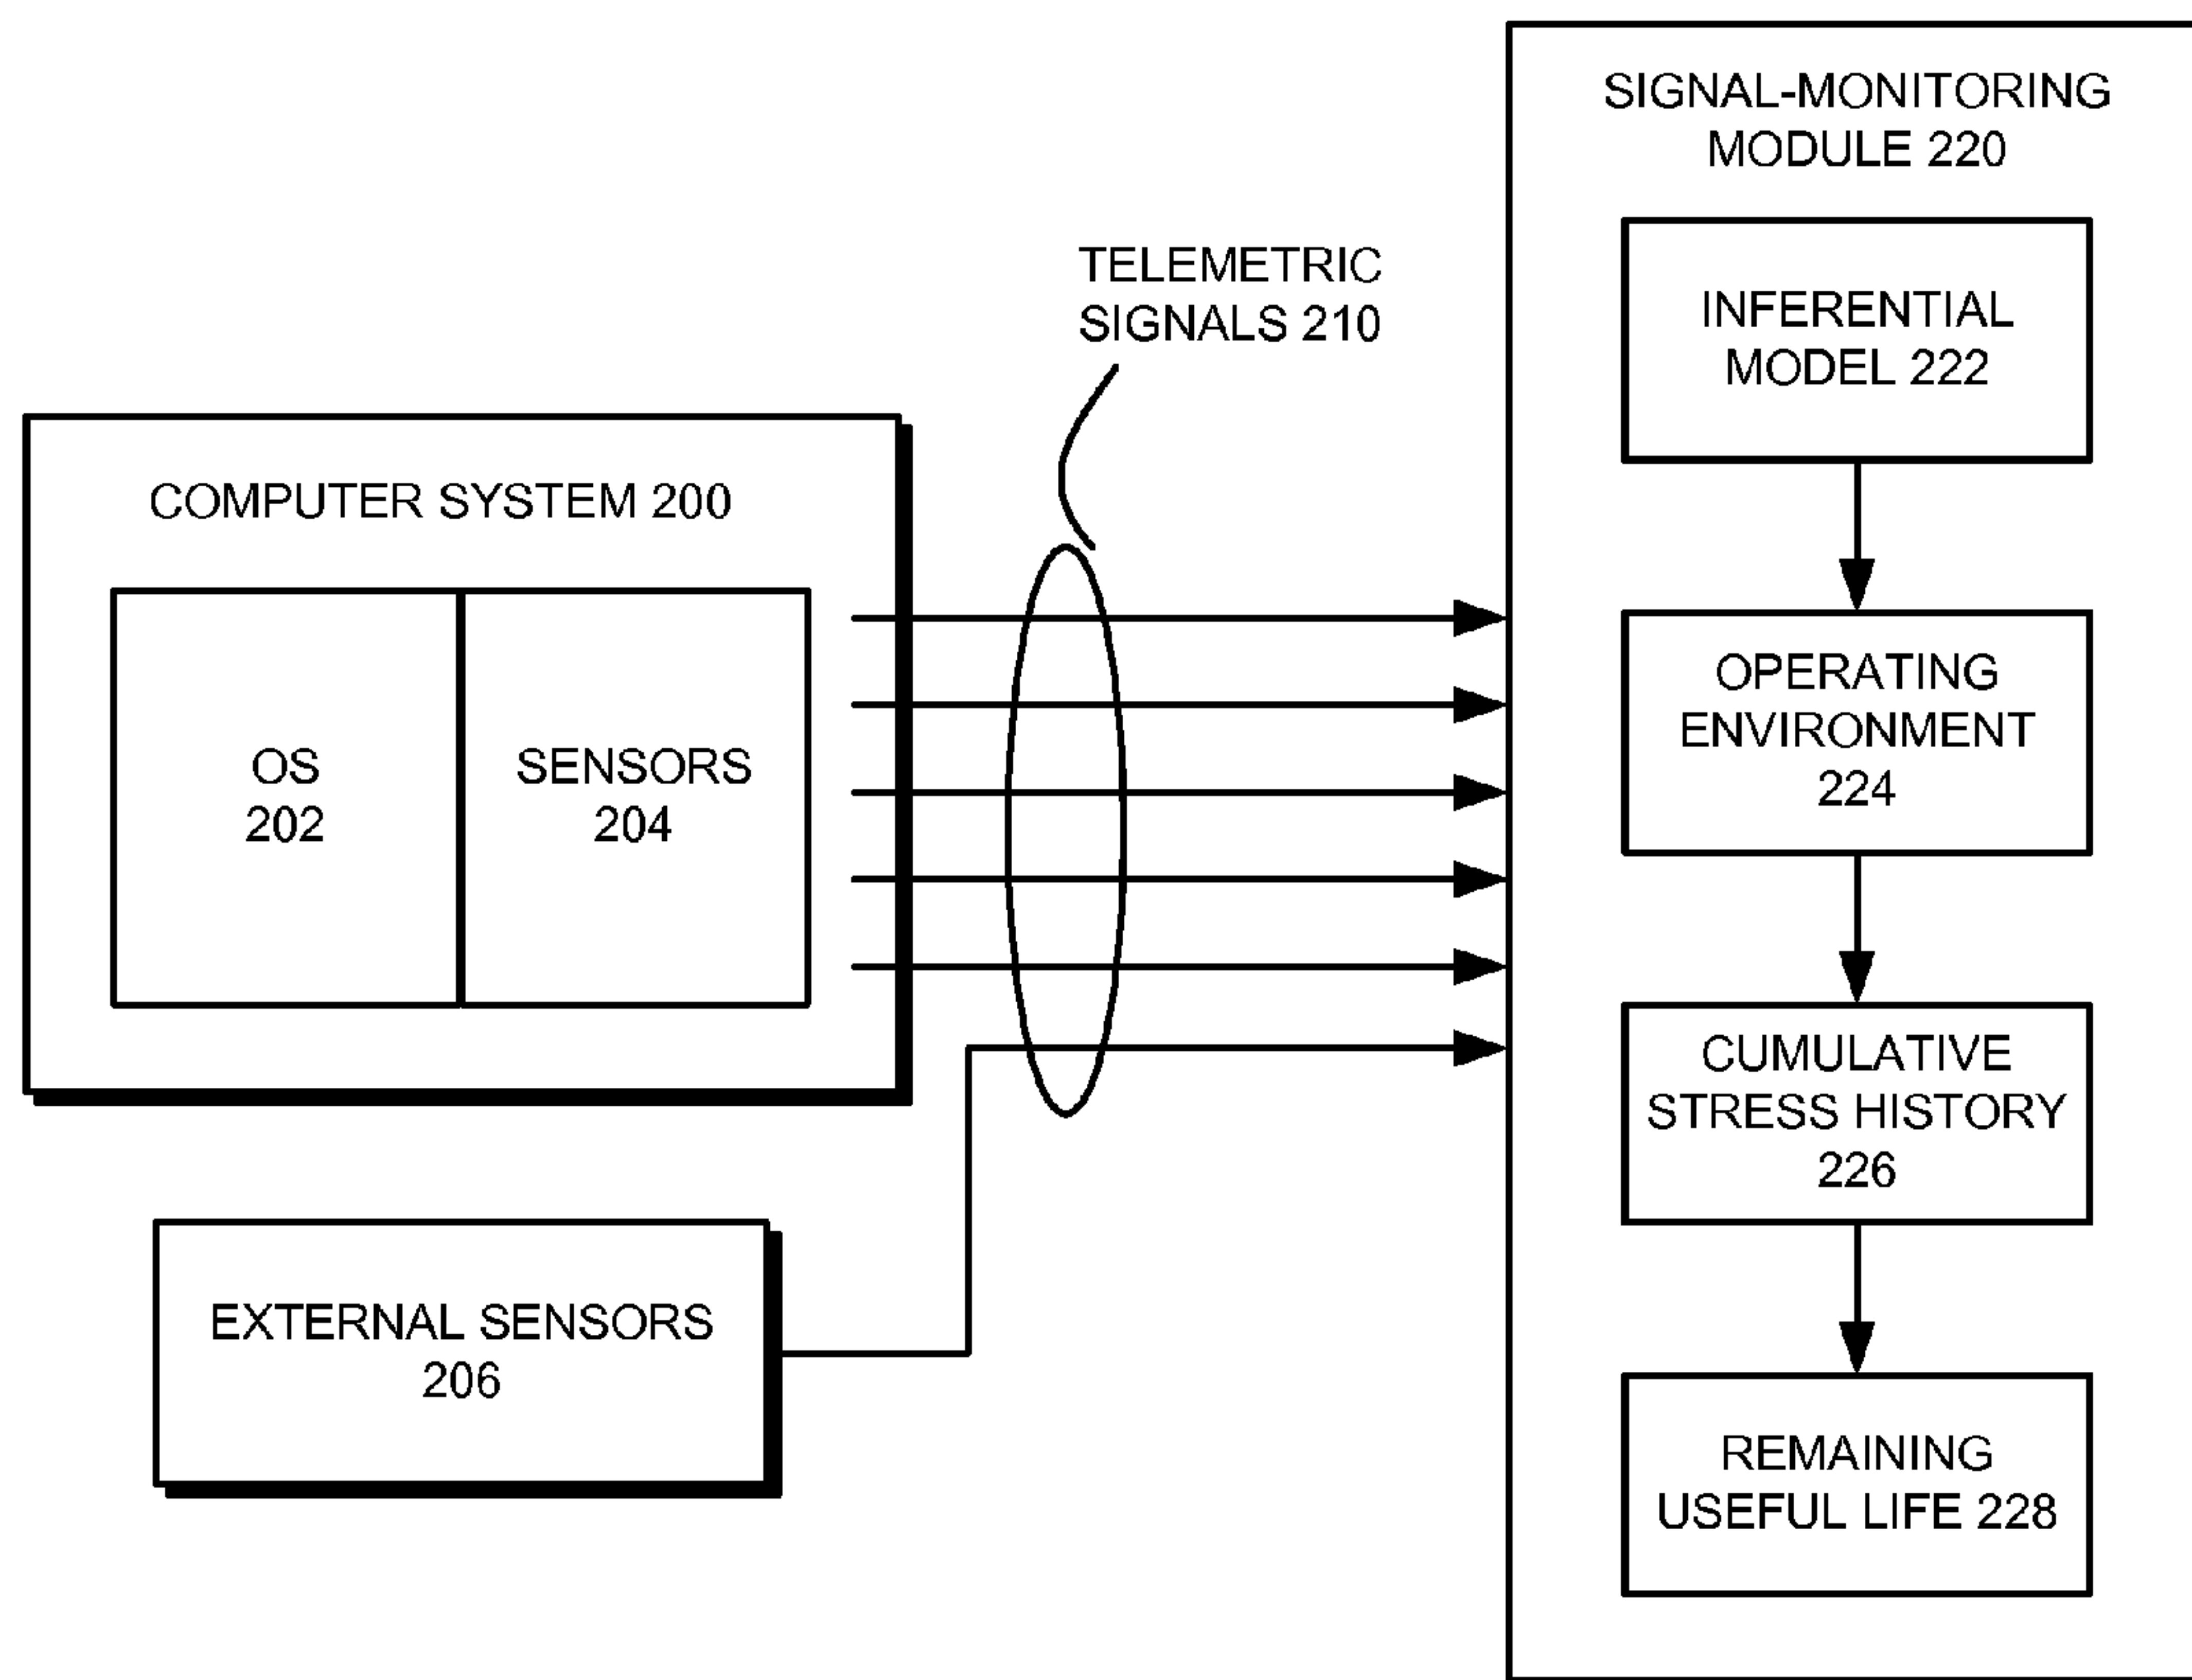 SIGNAL-MONITORING
MODULE 220
INFERENTIAL
MODEL 222
TELEMETRIC
SIGNALS 210
COMPUTER SYSTEM 200
OS
202
SENSORS
204
OPERATING
ENVIRONMENT
224
CUMULATIVE
STRESS HISTORY
226
EXTERNAL SENSORS
206
REMAINING
USEFUL LIFE 228